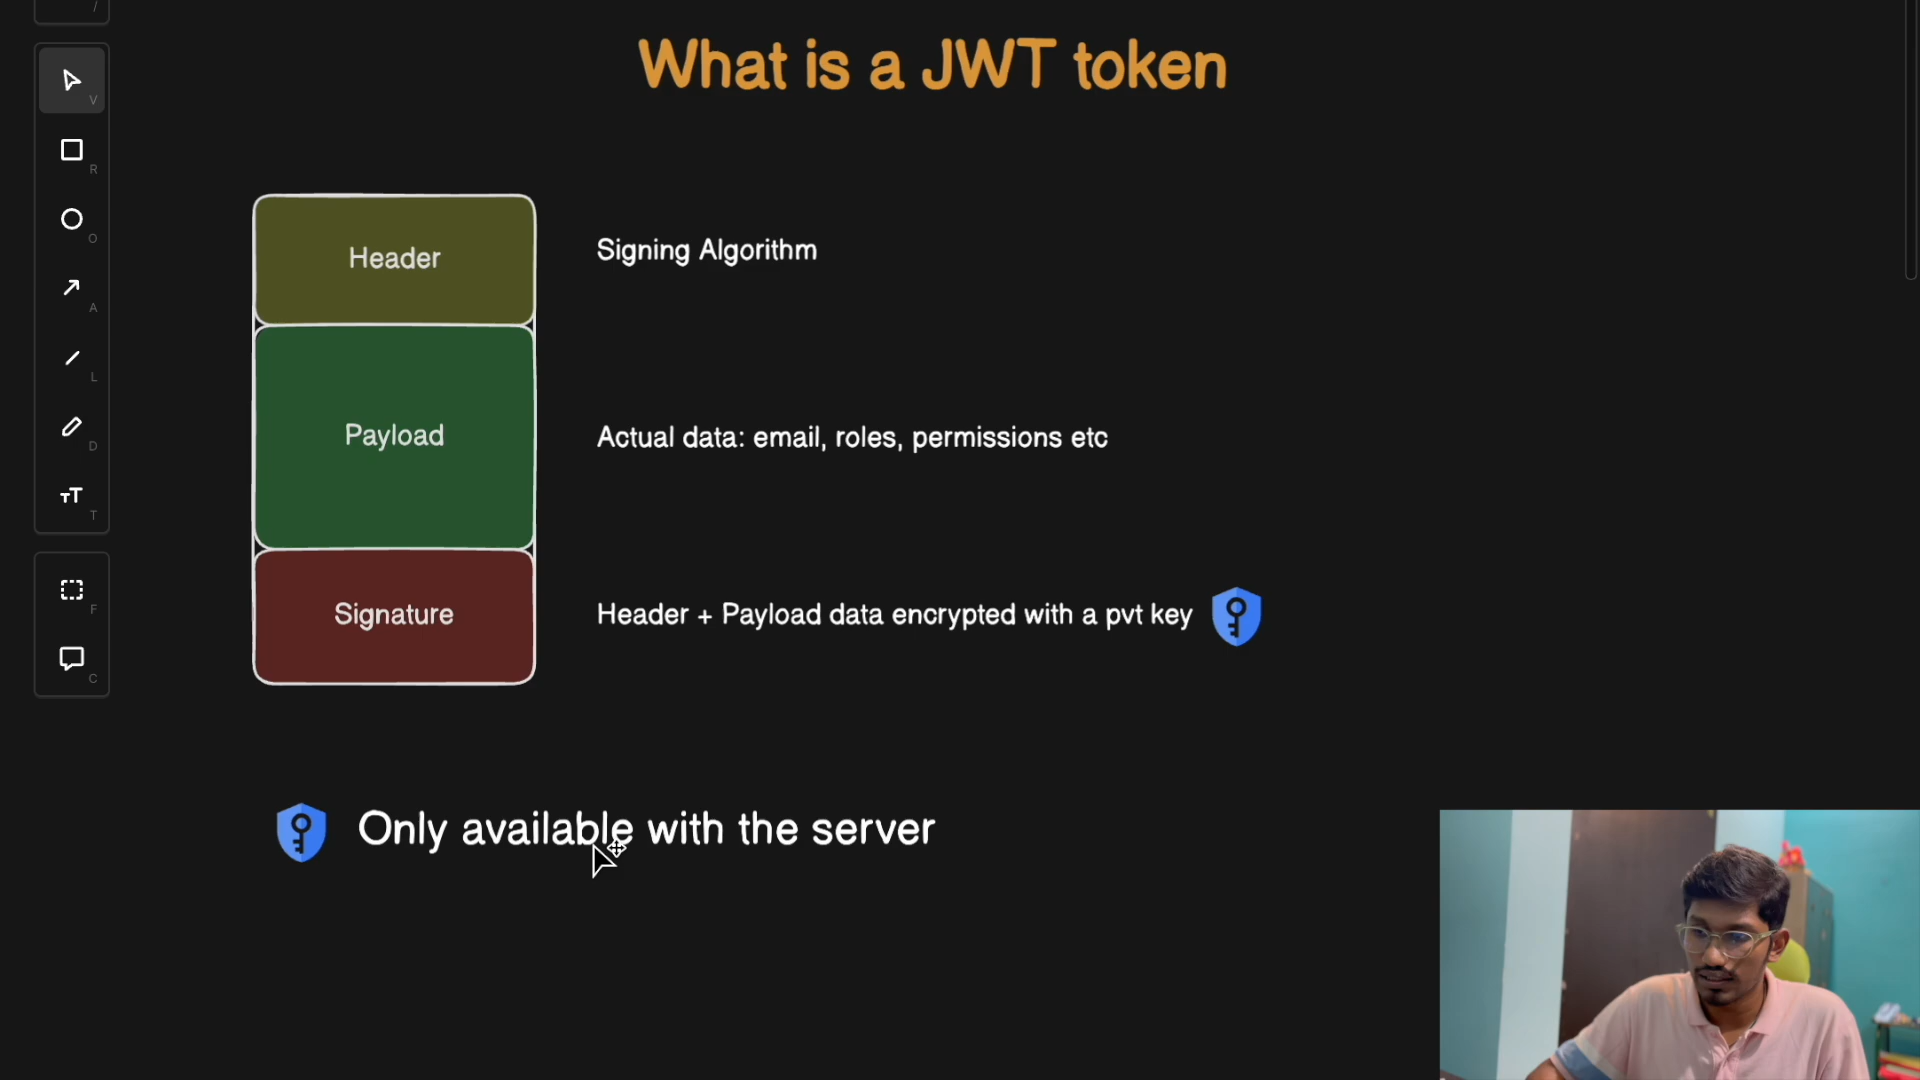 /
What is a JWT token
V
R
O
A
L
D
T
F
C
Header
Signing Algorithm
Payload
Actual data: email, roles, permissions etc
Signature
Header + Payload data encrypted with a pvt key
Only available with the server